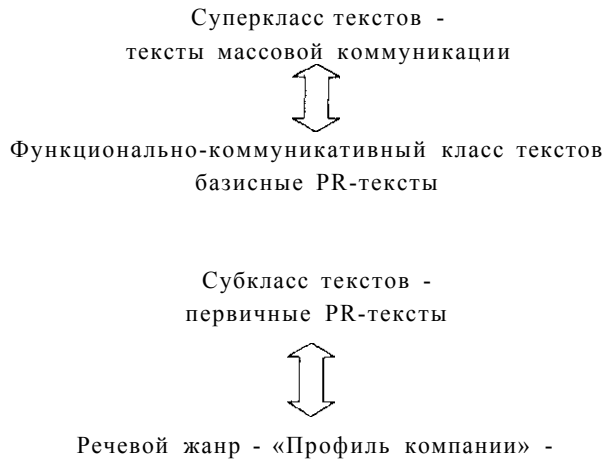 Суперкласс текстов -
тексты массовой коммуникации
Функционально-коммуникативный класс текстов
базисные PR-тексты
Субкласс текстов -
первичные PR-тексты
Речевой жанр - «Профиль компании» -